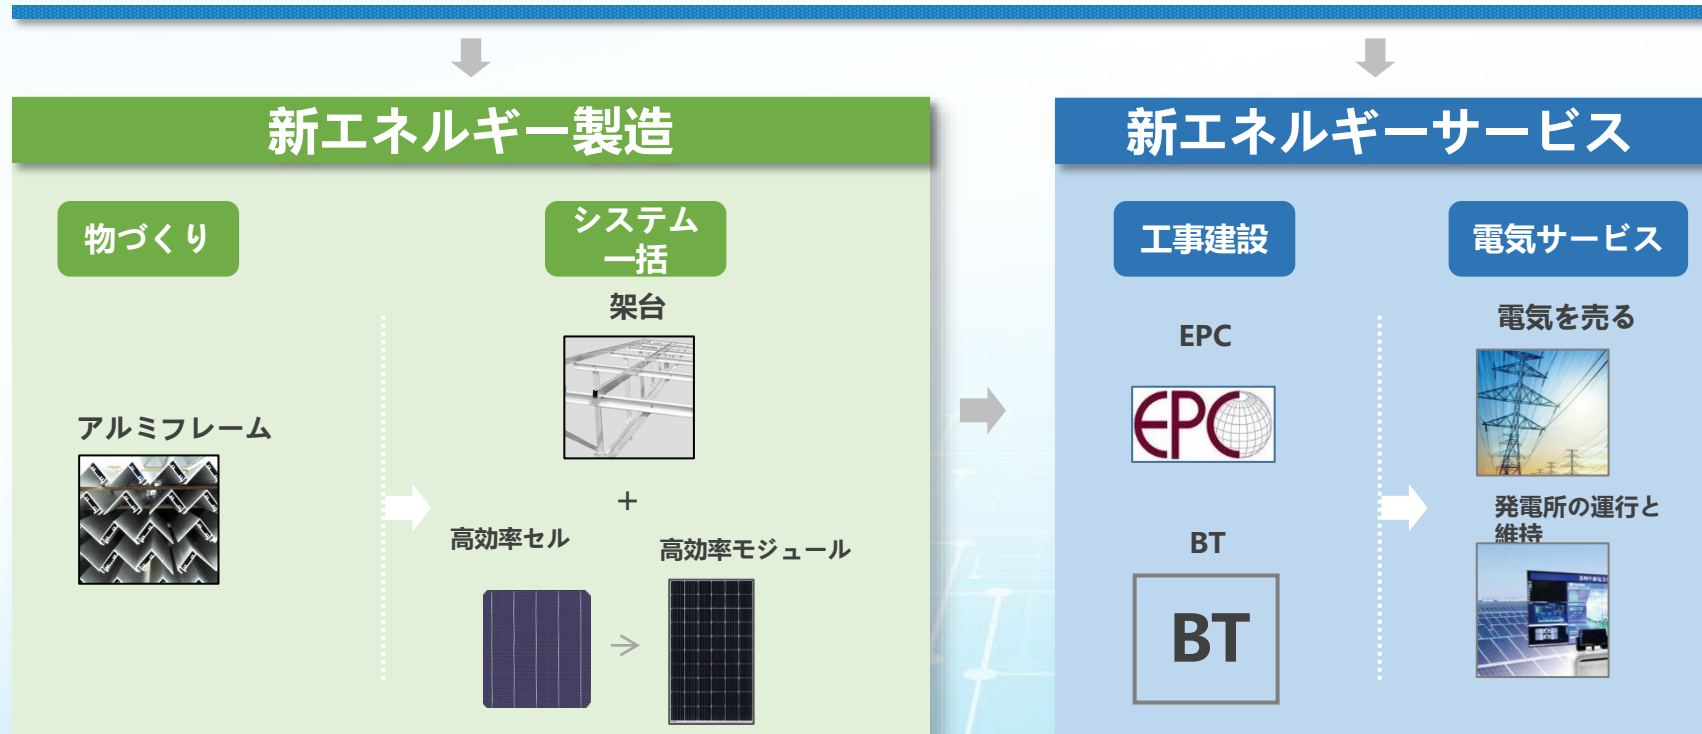 新エネルギー製造
物づくり
システム
一括
架台
アルミフレーム
+
高効率セル
高効率モジュール
新エネルギーサービス
工事建設
電気サービス
EPC
EPC
電気を売る
BT
BT
発電所の運行と
維持